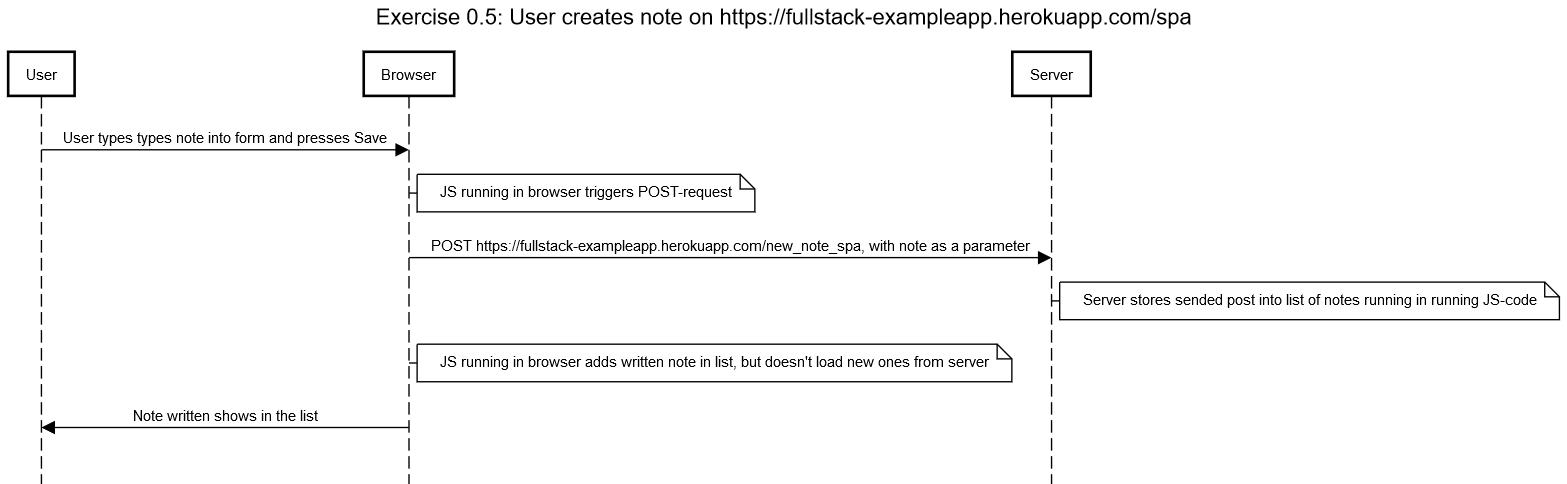 Exercise 0.5: User creates note on https://fullstack-exampleapp.herokuapp.com/spa
User
Browser
Server
User types types note into form and presses Save
JS running in browser triggers POST-request
POST https://fullstack-exampleapp.herokuapp.com/new_note_spa, with note as a parameter
Server stores sended post into list of notes running in running JS-code
JS running in browser adds written note in list, but doesn't load new ones from server
Note written shows in the list